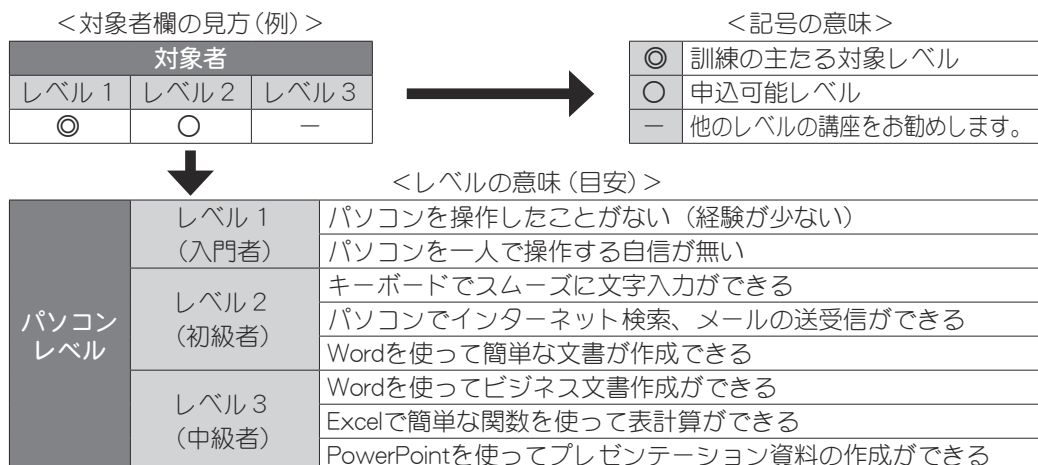 ＜対象者欄の見方(例)＞
対象者
レベル 1 レベル 2 レベル 3
◎ ○ －
＜記号の意味＞
◎ 訓練の主たる対象レベル
○ 申込可能レベル
－ 他のレベルの講座をお勧めします。
＜レベルの意味(目安)＞
パソコン
レベル
レベル 1
（入門者）
パソコンを操作したことがない（経験が少ない）
パソコンを一人で操作する自信が無い
レベル 2
（初級者）
キーボードでスムーズに文字入力ができる
パソコンでインターネット検索、メールの送受信ができる
Wordを使って簡単な文書が作成できる
レベル 3
（中級者）
Wordを使ってビジネス文書作成ができる
Excelで簡単な関数を使って表計算ができる
PowerPointを使ってプレゼンテーション資料の作成ができる